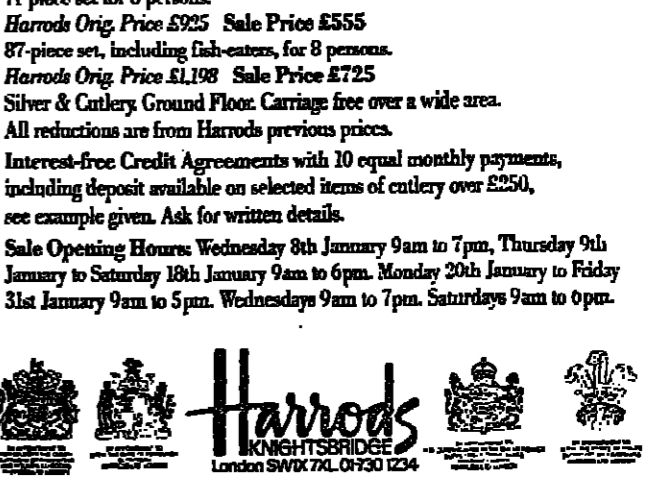 piece set for 8 persons.
Harrods Orig. Price £925 Sale Price £555
87-piece set, including fish-eaters, for 8 persons.
Harrods Orig. Price £1,198 Sale Price £725
Silver & Cutlery. Ground Floor. Carriage free over a wide area.
All reductions are from Harrods previous prices.
Interest-free Credit Agreements with 10 equal monthly payments,
including deposit available on selected items of cutlery over £250,
see example given. Ask for written details.
Sale Opening Hours: Wednesday 8th January 9am to 7pm, Thursday 9th
January to Saturday 18th January 9am to 6pm. Monday 20th January to Friday
31st January 9am to 5pm. Wednesdays 9am to 7pm. Saturdays 9am to 6pm.
Harrods
KNIGHTSBRIDGE
London SW1X 7XL 01-730 1234